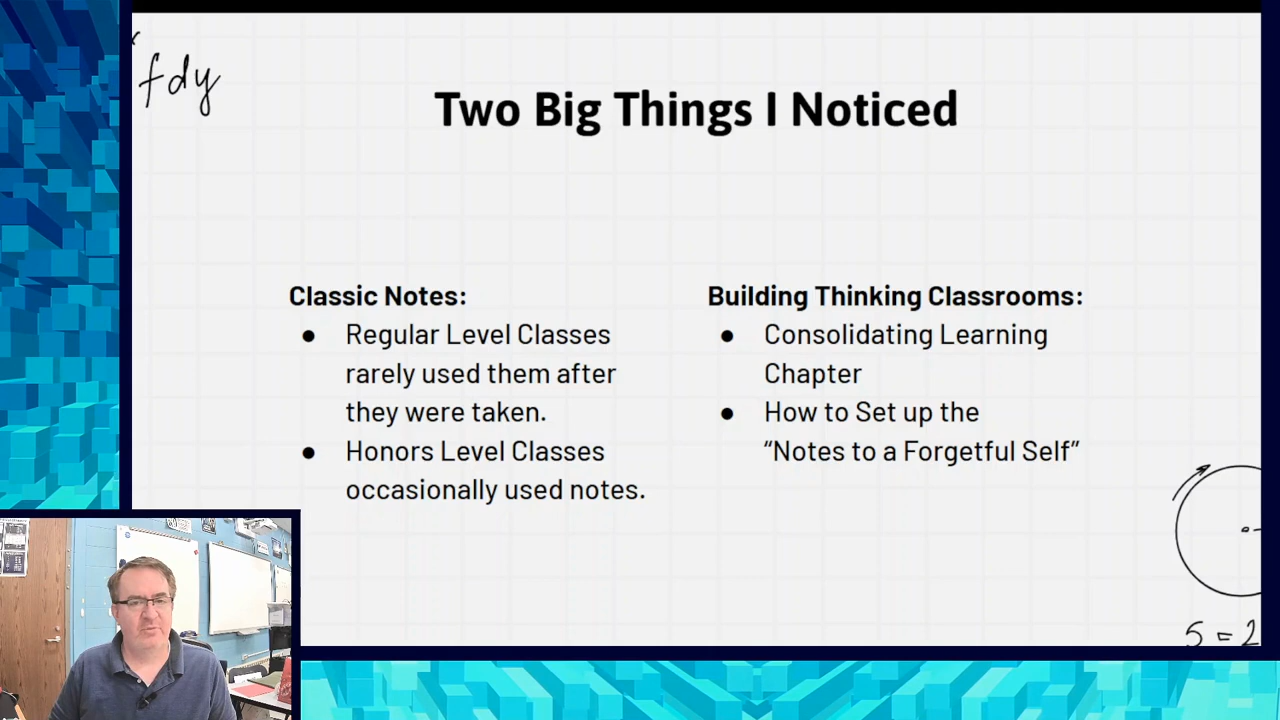 fdy
Two Big Things I Noticed
Classic Notes:
● Regular Level Classes
rarely used them after
they were taken.
● Honors Level Classes
occasionally used notes.
Building Thinking Classrooms:
● Consolidating Learning
Chapter
● How to Set up the
“Notes to a Forgetful Self”
S = 2